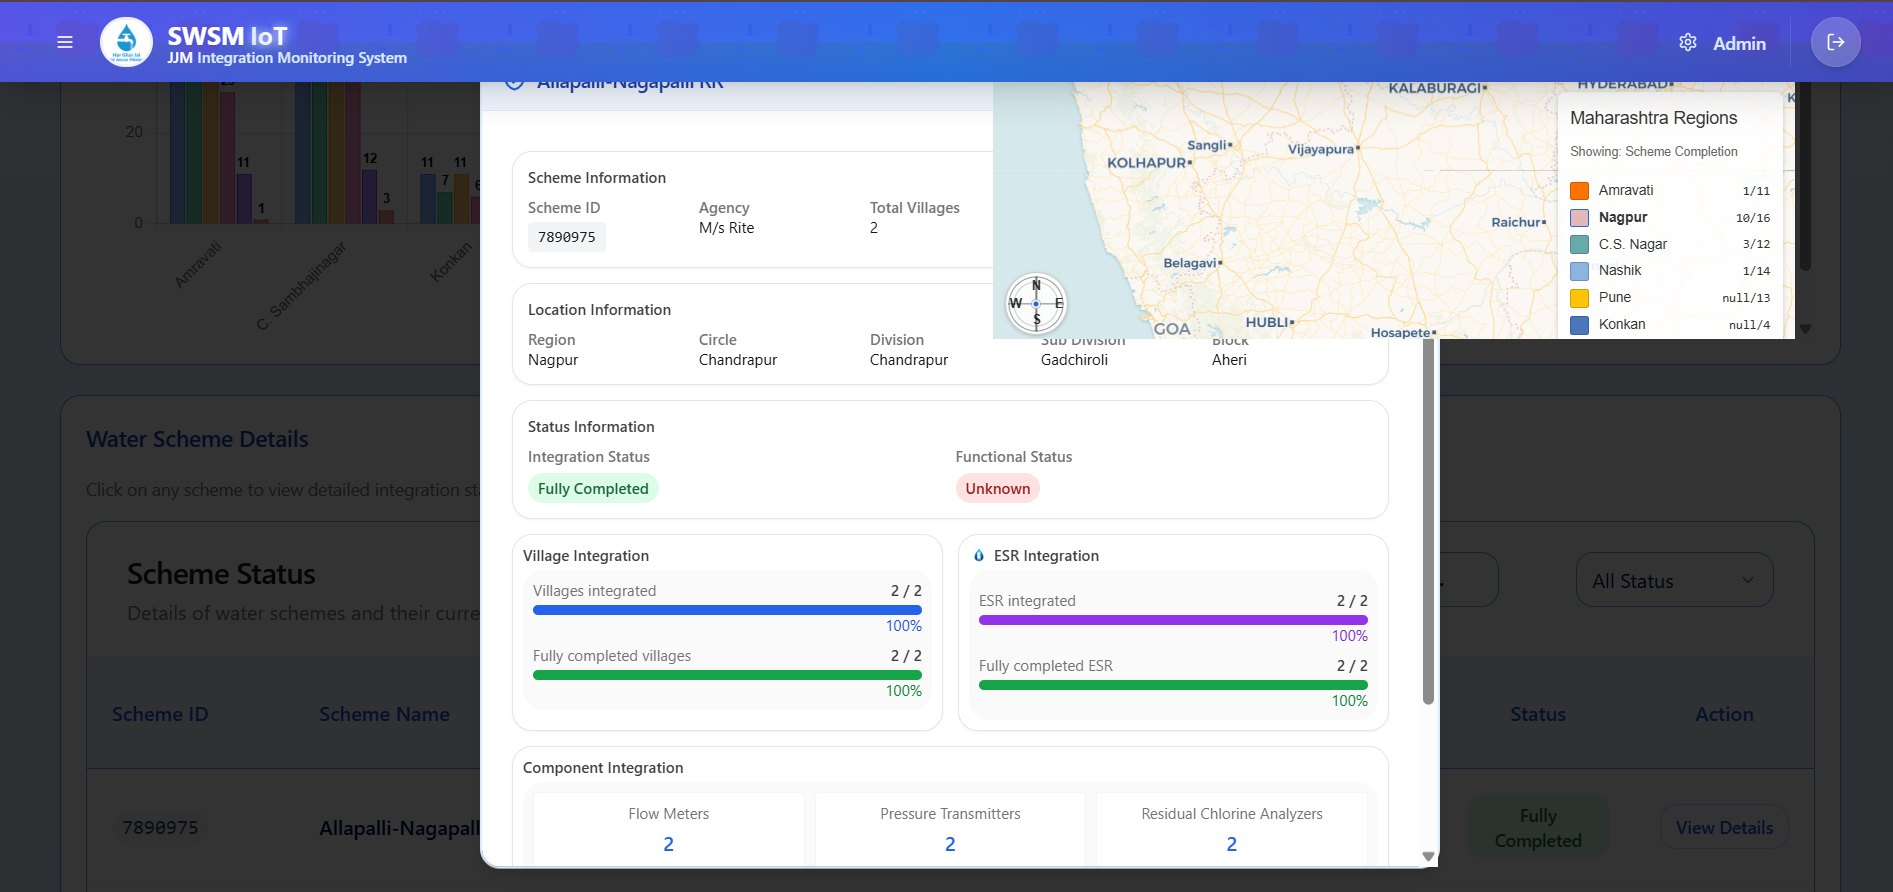 SWSM IoT
JJM Integration Monitoring System
Admin
20
0
11
1
12
3
11
7
11
Amravati
C. Sambhajinagar
Konkan
Allapalli-Nagapalli RR
Scheme Information
Scheme ID
Agency
Total Villages
7890975
M/s Rite
2
Location Information
Region
Circle
Division
Sub Division
Block
Nagpur
Chandrapur
Chandrapur
Gadchiroli
Aheri
Status Information
Integration Status
Functional Status
Fully Completed
Unknown
Village Integration
Villages integrated
2 / 2
100%
Fully completed villages
2 / 2
100%
ESR Integration
ESR integrated
2 / 2
100%
Fully completed ESR
2 / 2
100%
Component Integration
Flow Meters
2
Pressure Transmitters
2
Residual Chlorine Analyzers
2
KALABURAGI
HYDERABAD
Sangli
KOLHAPUR
Vijayapura
Raichur
Belagavi
N
W
E
S
GOA
HUBLI
Hosapete
Maharashtra Regions
Showing: Scheme Completion
Amravati 1/11
Nagpur 10/16
C.S. Nagar 3/12
Nashik 1/14
Pune null/13
Konkan null/4
Water Scheme Details
Click on any scheme to view detailed integration
Scheme Status
Details of water schemes and their
All Status
Scheme ID
Scheme Name
Status
Action
7890975
Fully
Completed
View Details